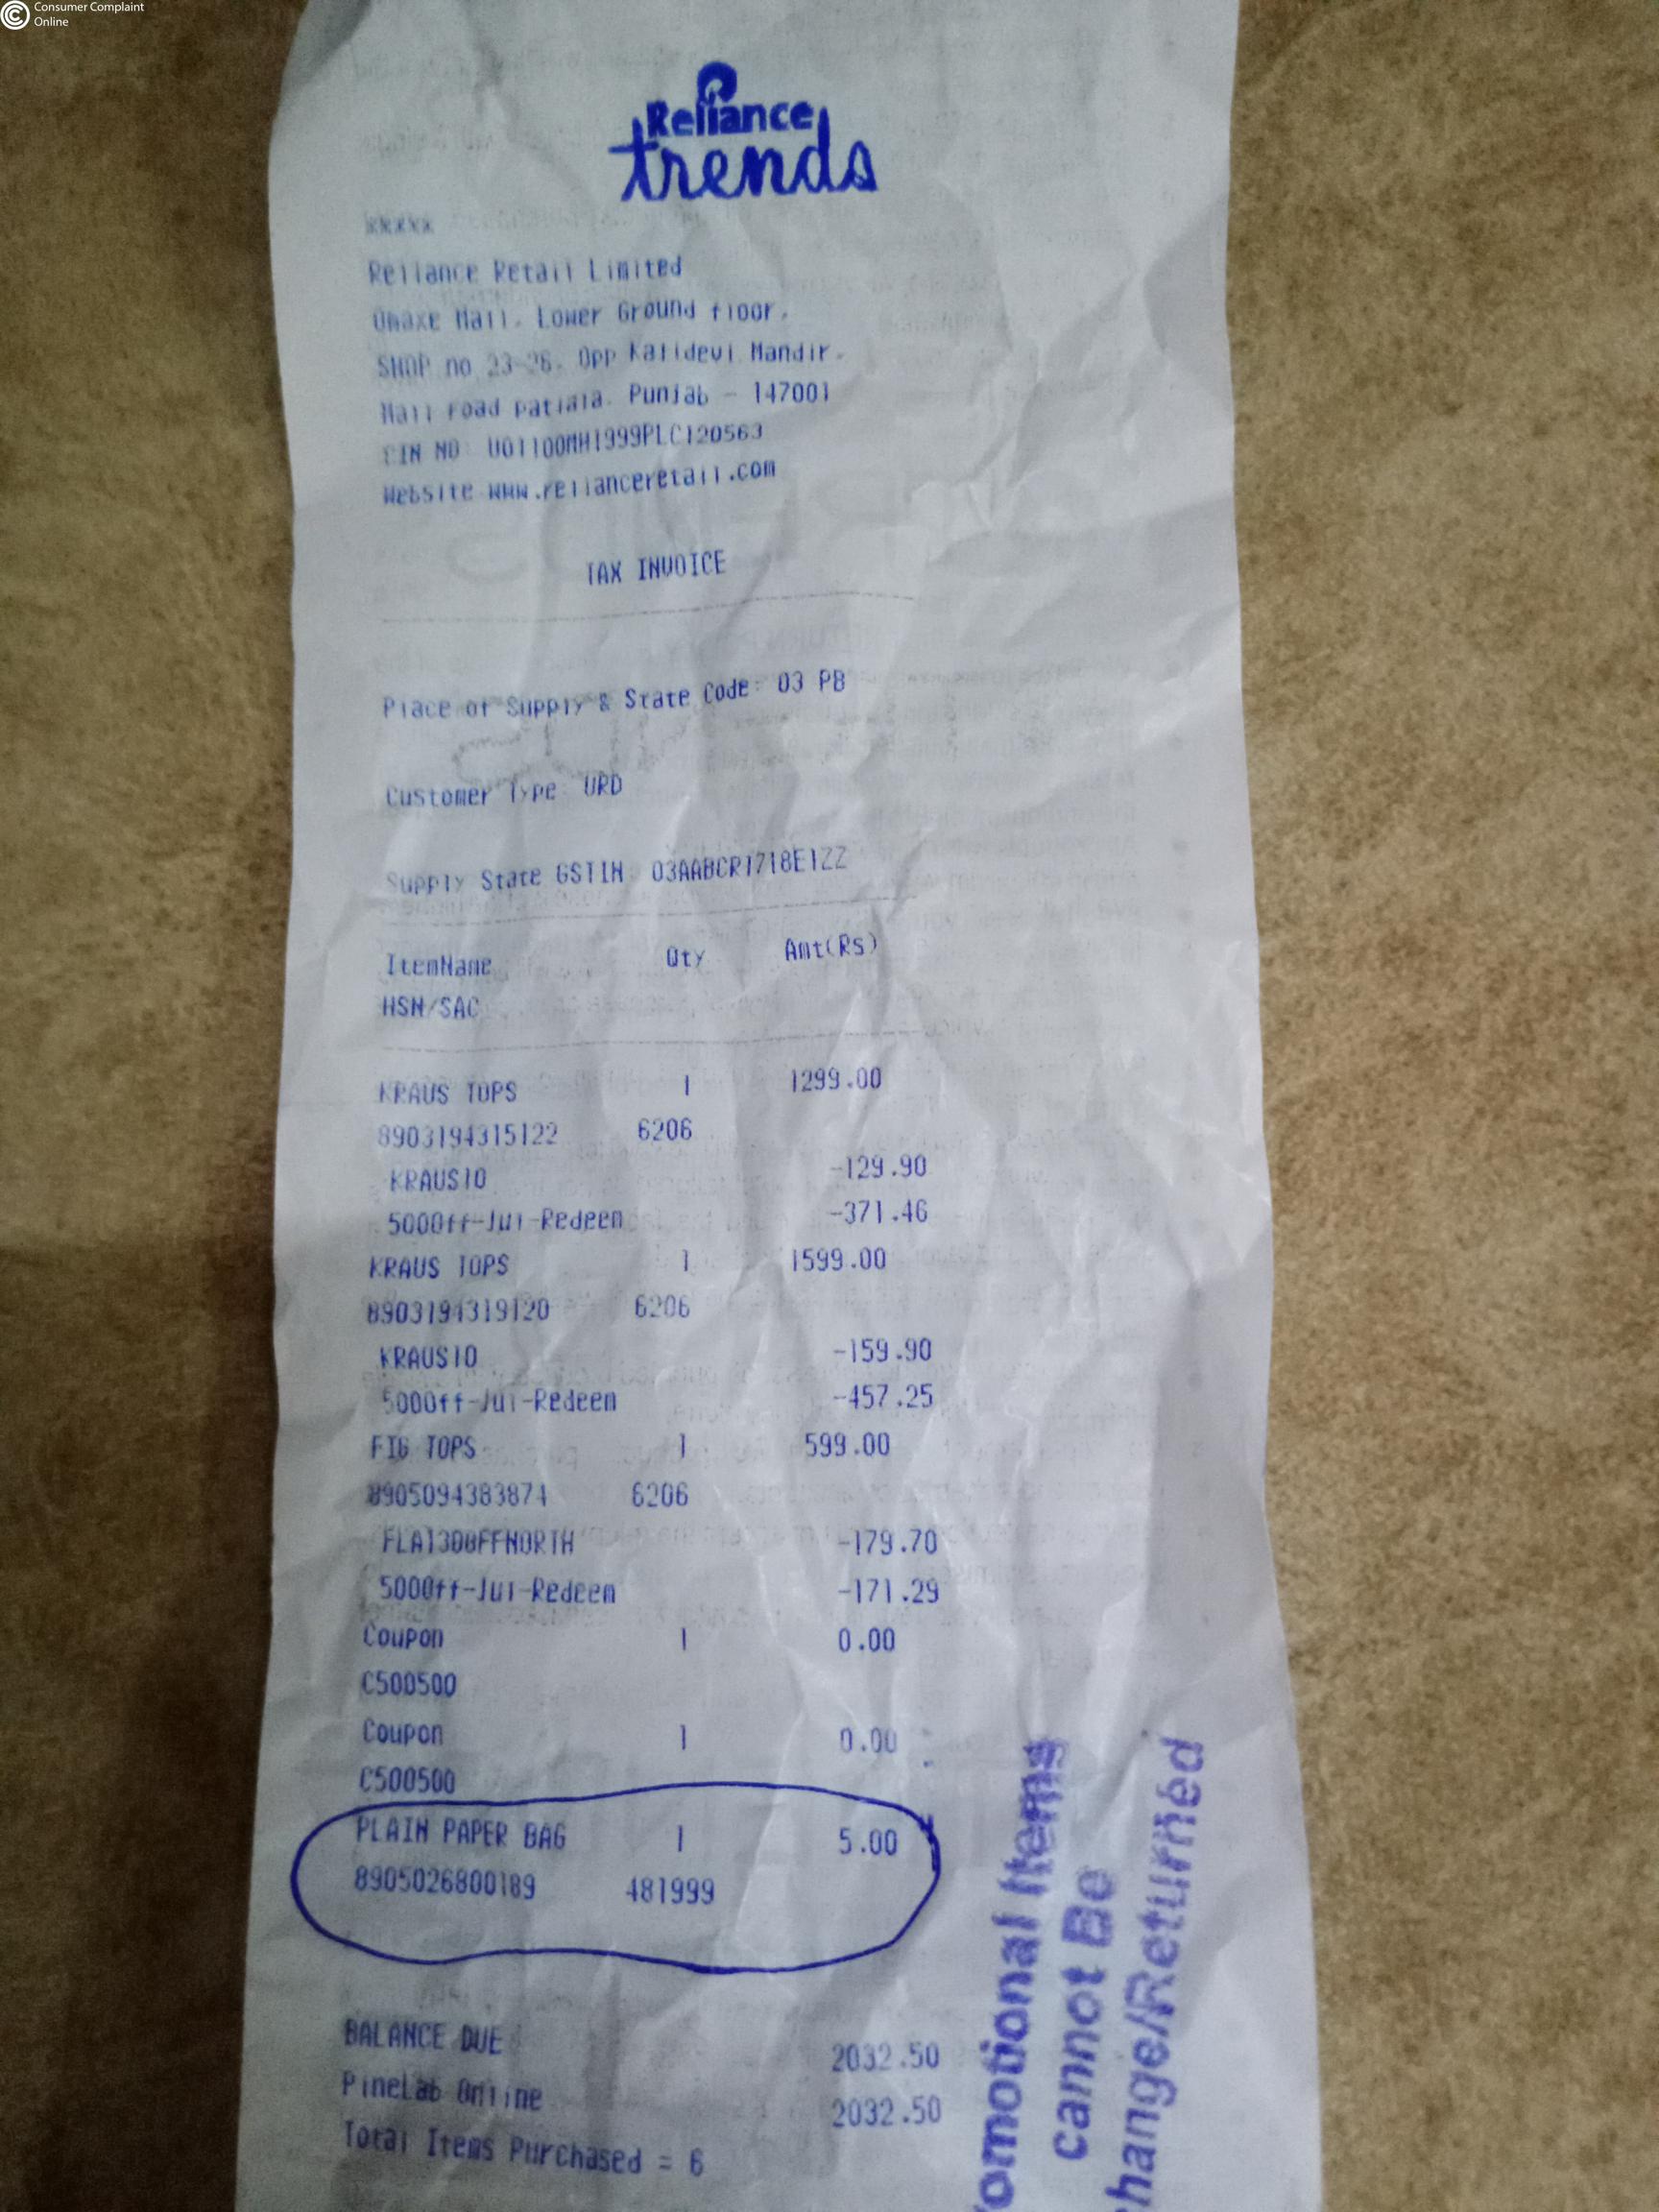 Consumer Complaint
Online
Reliance
trends
xxxxx
Reliance Retail Limited
Omaxe Mall, Lower Ground floor,
SHOP no 23-26, Opp Kalidevi Mandir,
Mall road patiala, Punjab - 147001
CIN NO: U01100MH1999PLC120563
Website www.relianceretail.com
TAX INVOICE
Place of Supply & State Code: 03 PB
Customer Type: URD
Supply State GSTIN: 03AABCR1718E1ZZ
ItemName Qty Amt(Rs)
HSN/SAC
KRAUS TOPS 1 1299.00
8903194315122 6206
KRAUS10 -129.90
500Off-Jul-Redeem -371.46
KRAUS TOPS 1 1599.00
8903194319120 6206
KRAUS10 -159.90
500Off-Jul-Redeem -457.25
FIG TOPS 1 599.00
8905094383874 6206
FLAT30OFFNORTH -179.70
500Off-Jul-Redeem -171.29
Coupon 1 0.00
C500500
Coupon 1 0.00
C500500
PLAIN PAPER BAG 1 5.00
8905026800189 481999
BALANCE DUE 2032.50
PineLab Online 2032.50
Total Items Purchased = 6
omotional Items
cannot Be
hange/Returned